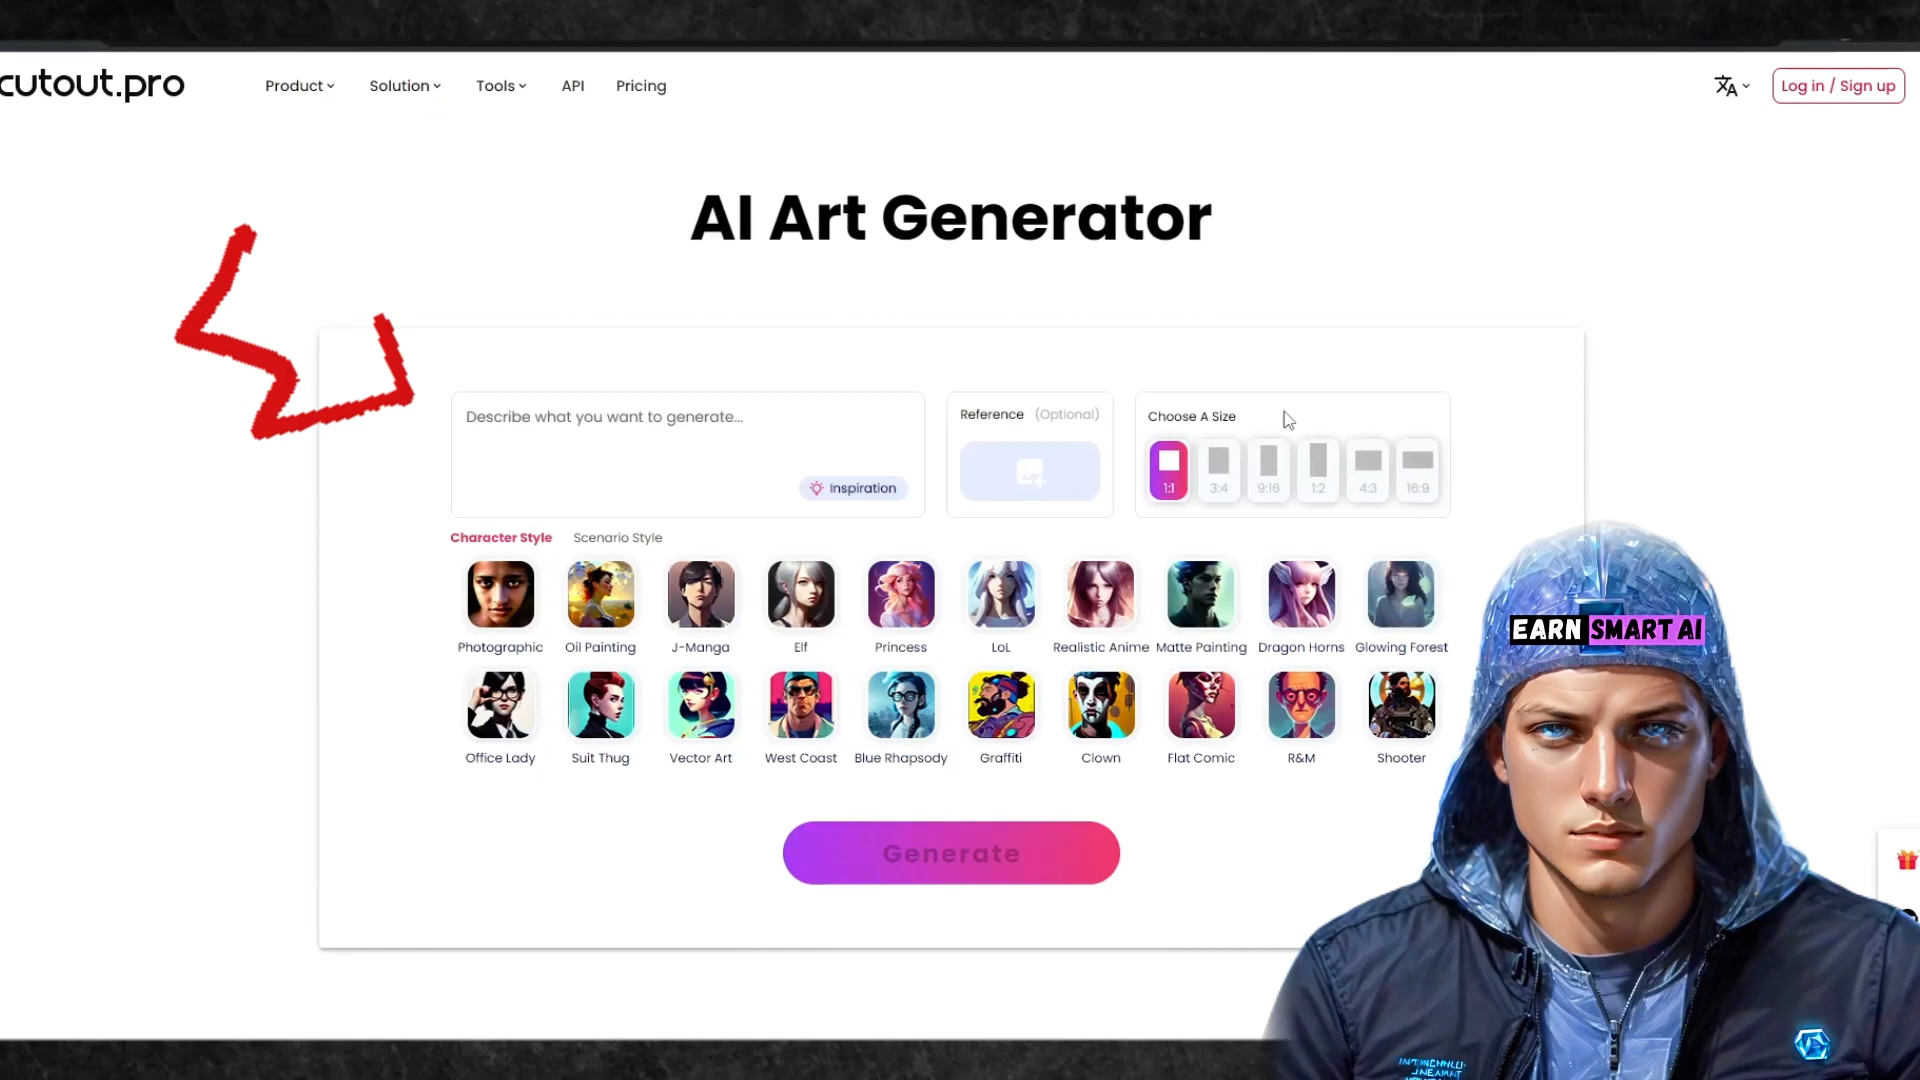 cutout.pro
Product Solution Tools API Pricing
Log in / Sign up
AI Art Generator
Describe what you want to generate...
Inspiration
Reference (Optional)
Choose A Size
1:1 3:4 9:16 1:2 4:3 16:9
Character Style Scenario Style
Photographic Oil Painting J-Manga Elf Princess LoL Realistic Anime Matte Painting Dragon Horns Glowing Forest
Office Lady Suit Thug Vector Art West Coast Blue Rhapsody Graffiti Clown Flat Comic R&M Shooter
Generate
EARN SMART AI